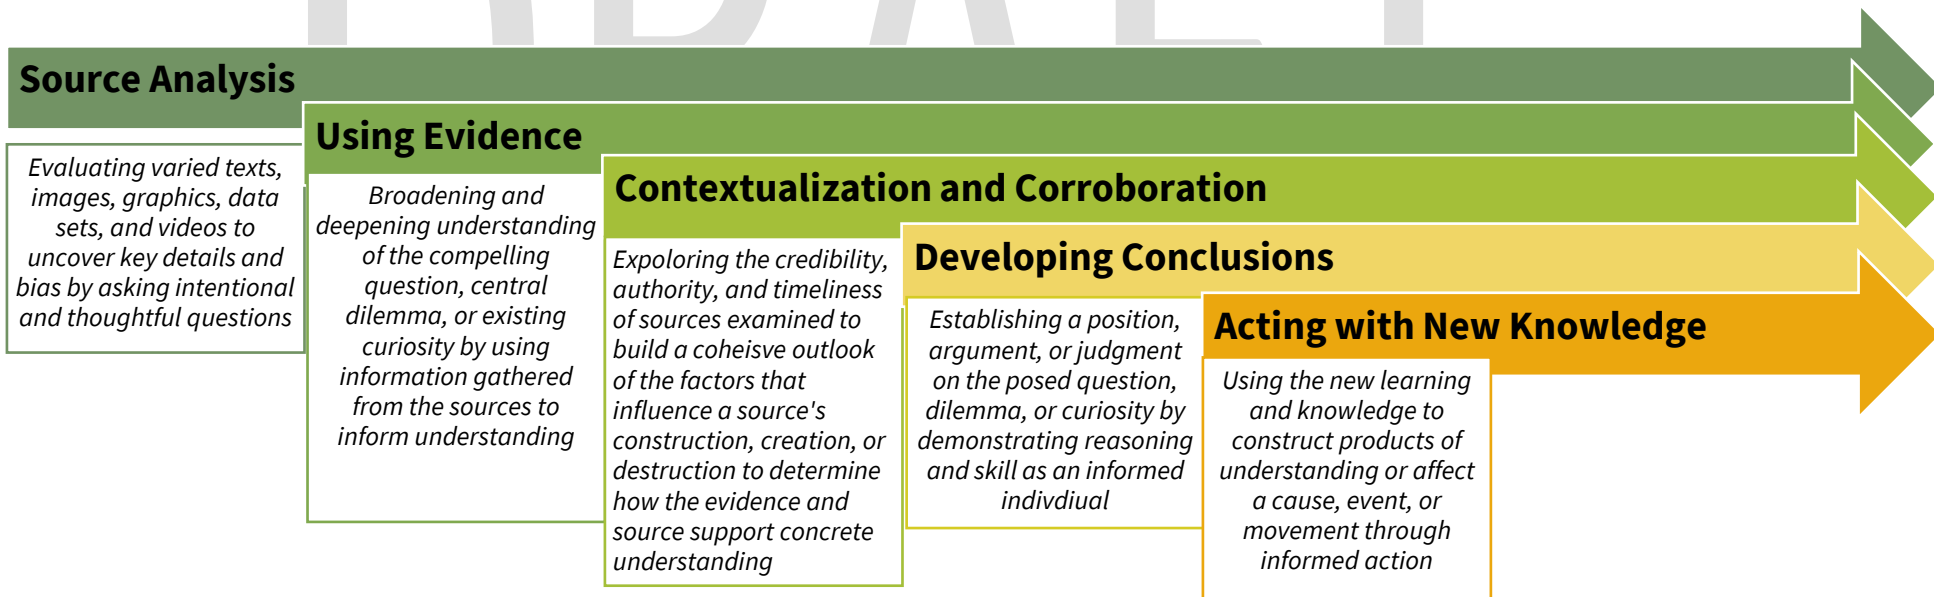 DRAFT
Source Analysis
Evaluating varied texts,
images, graphics, data
sets, and videos to
uncover key details and
bias by asking intentional
and thoughtful questions
Using Evidence
Broadening and
deepening understanding
of the compelling
question, central
dilemma, or existing
curiosity by using
information gathered
from the sources to
inform understanding
Contextualization and Corroboration
Expoloring the credibility,
authority, and timeliness
of sources examined to
build a coheisve outlook
of the factors that
influence a source's
construction, creation, or
destruction to determine
how the evidence and
source support concrete
understanding
Developing Conclusions
Establishing a position,
argument, or judgment
on the posed question,
dilemma, or curiosity by
demonstrating reasoning
and skill as an informed
indivdiual
Acting with New Knowledge
Using the new learning
and knowledge to
construct products of
understanding or affect
a cause, event, or
movement through
informed action